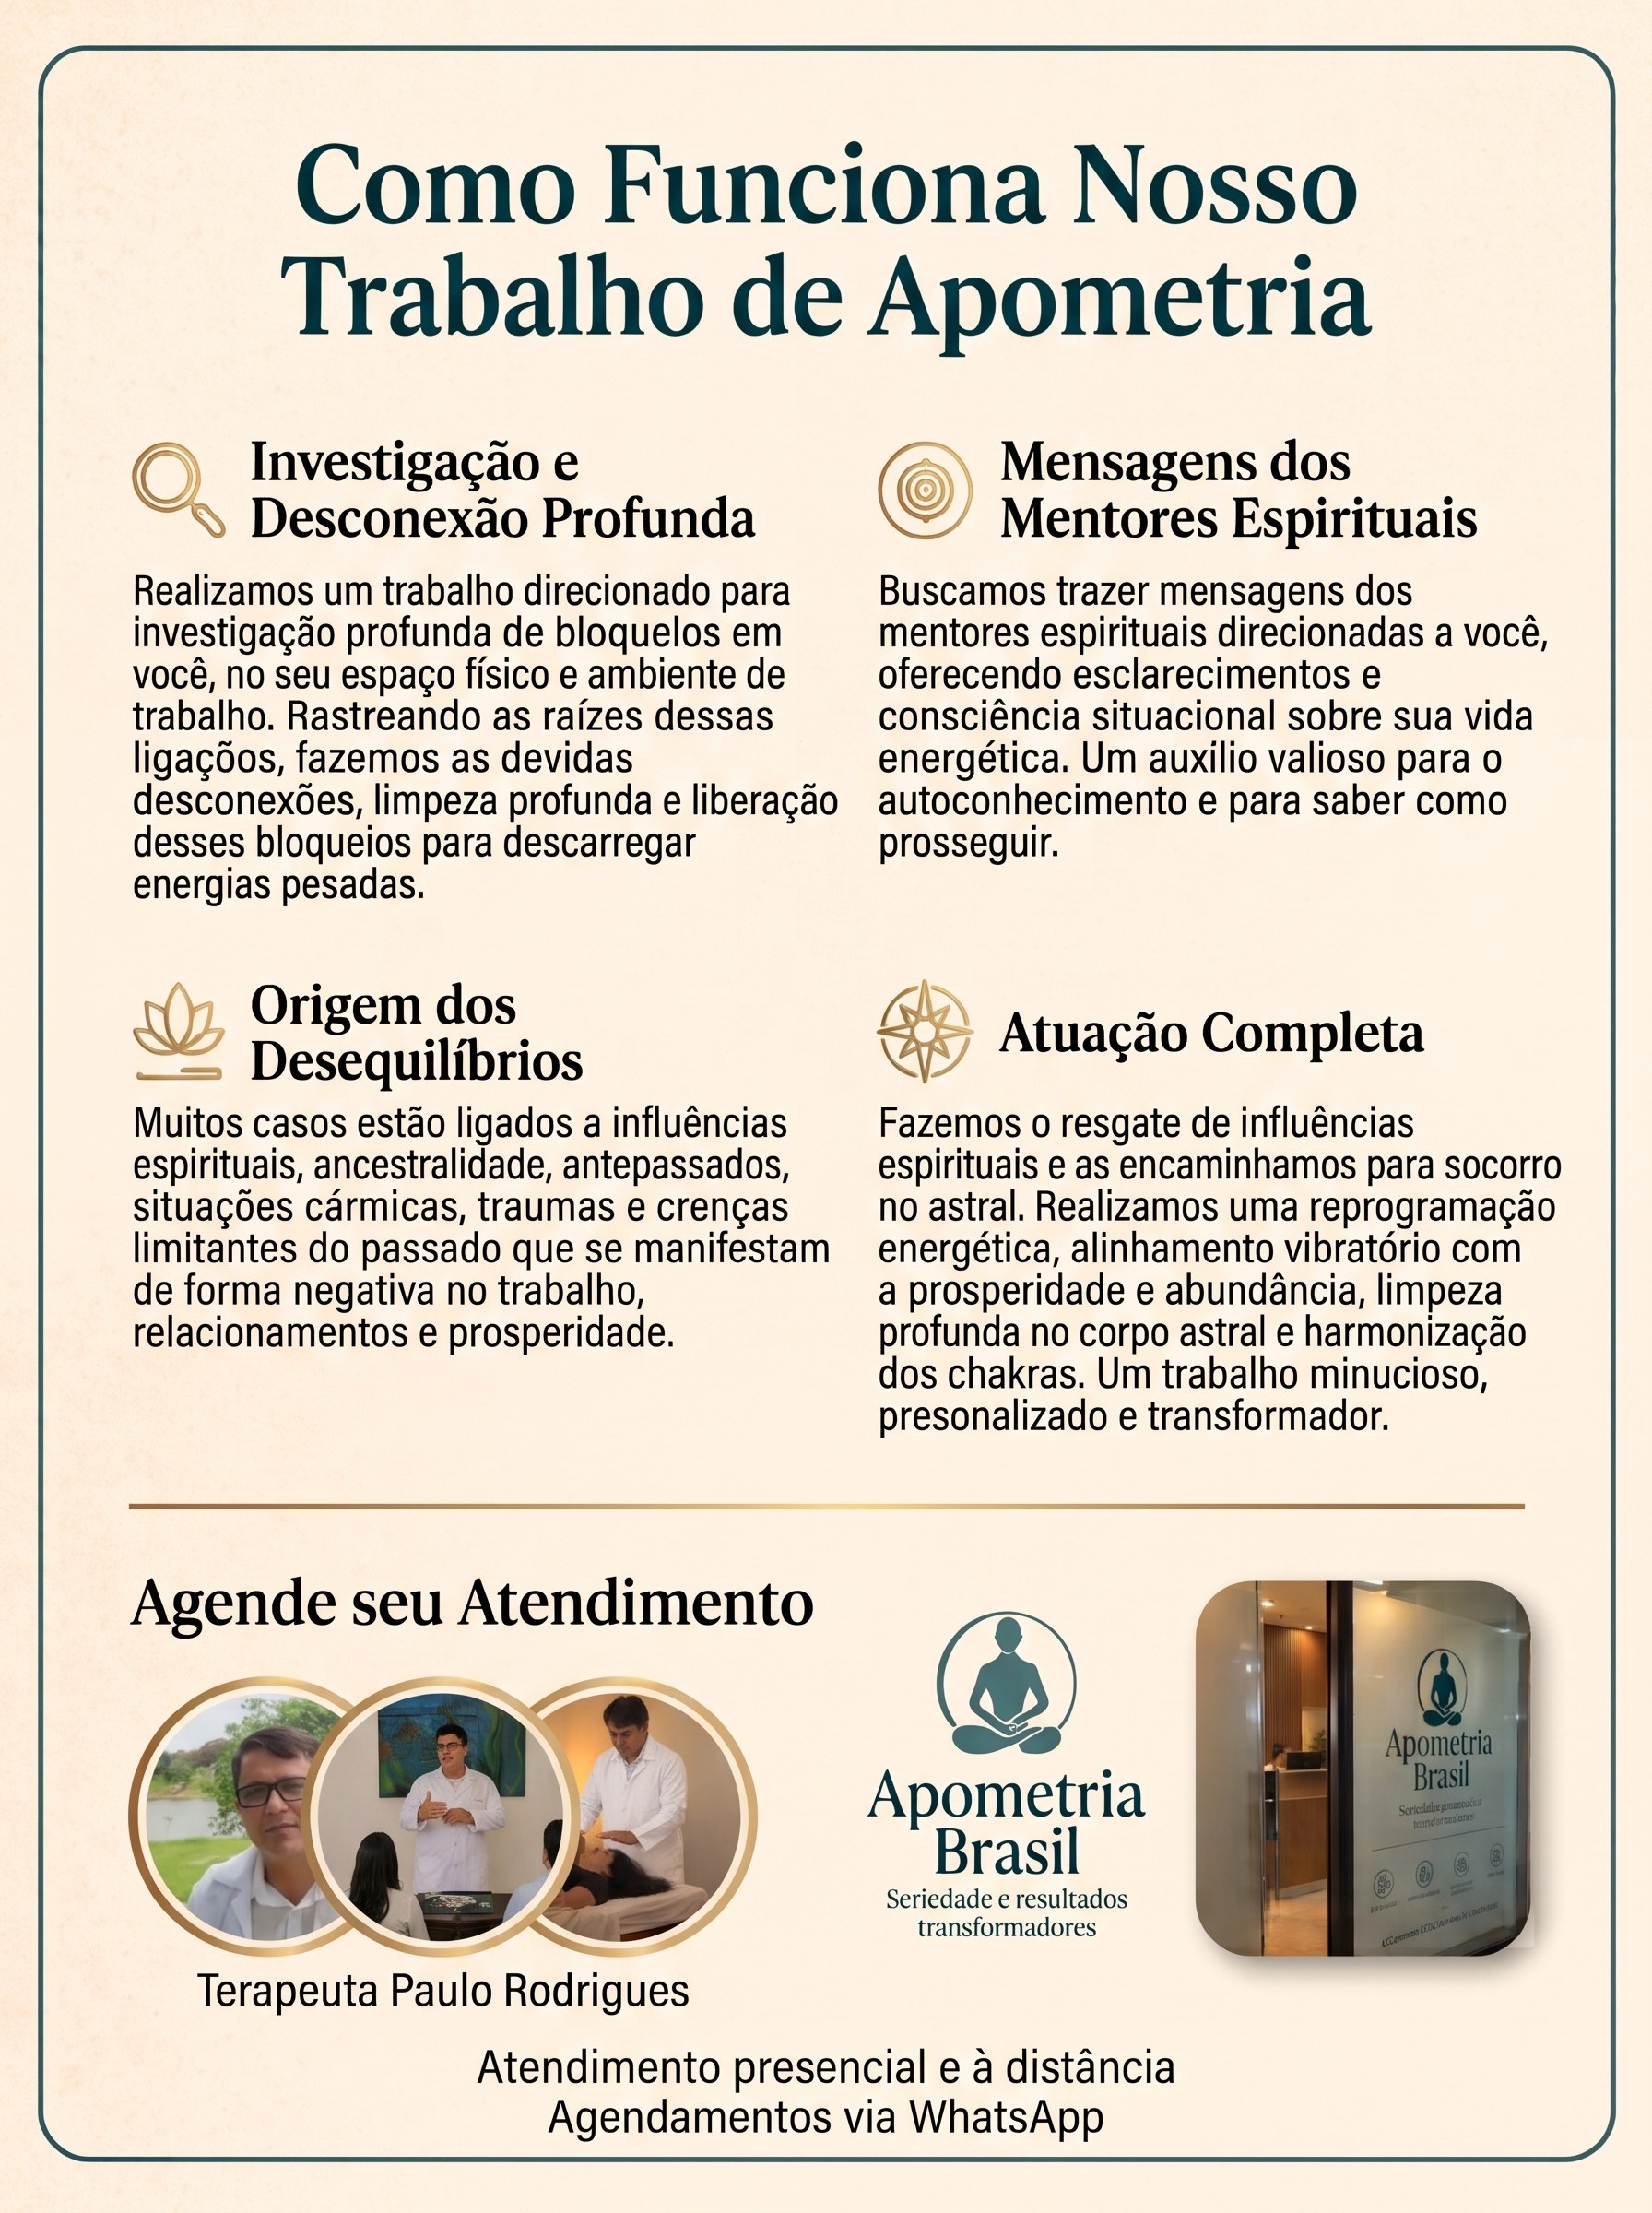 Como Funciona Nosso
Trabalho de Apometria
Investigação e
Desconexão Profunda
Realizamos um trabalho direcionado para
investigação profunda de bloquelos em
você, no seu espaço físico e ambiente de
trabalho. Rastreando as raízes dessas
ligaçõos, fazemos as devidas
desconexões, limpeza profunda e liberação
desses bloqueios para descarregar
energias pesadas.
Mensagens dos
Mentores Espirituais
Buscamos trazer mensagens dos
mentores espirituais direcionadas a você,
oferecendo esclarecimentos e
consciência situacional sobre sua vida
energética. Um auxílio valioso para o
autoconhecimento e para saber como
prosseguir.
Origem dos
Desequilíbrios
Muitos casos estão ligados a influências
espirituais, ancestralidade, antepassados,
situações cármicas, traumas e crenças
limitantes do passado que se manifestam
de forma negativa no trabalho,
relacionamentos e prosperidade.
Atuação Completa
Fazemos o resgate de influências
espirituais e as encaminhamos para socorro
no astral. Realizamos uma reprogramação
energética, alinhamento vibratório com
a prosperidade e abundância, limpeza
profunda no corpo astral e harmonização
dos chakras. Um trabalho minucioso,
presonalizado e transformador.
Agende seu Atendimento
Terapeuta Paulo Rodrigues
Apometria
Brasil
Seriedade e resultados
transformadores
Apometria
Brasil
Atendimento presencial e à distância
Agendamentos via WhatsApp